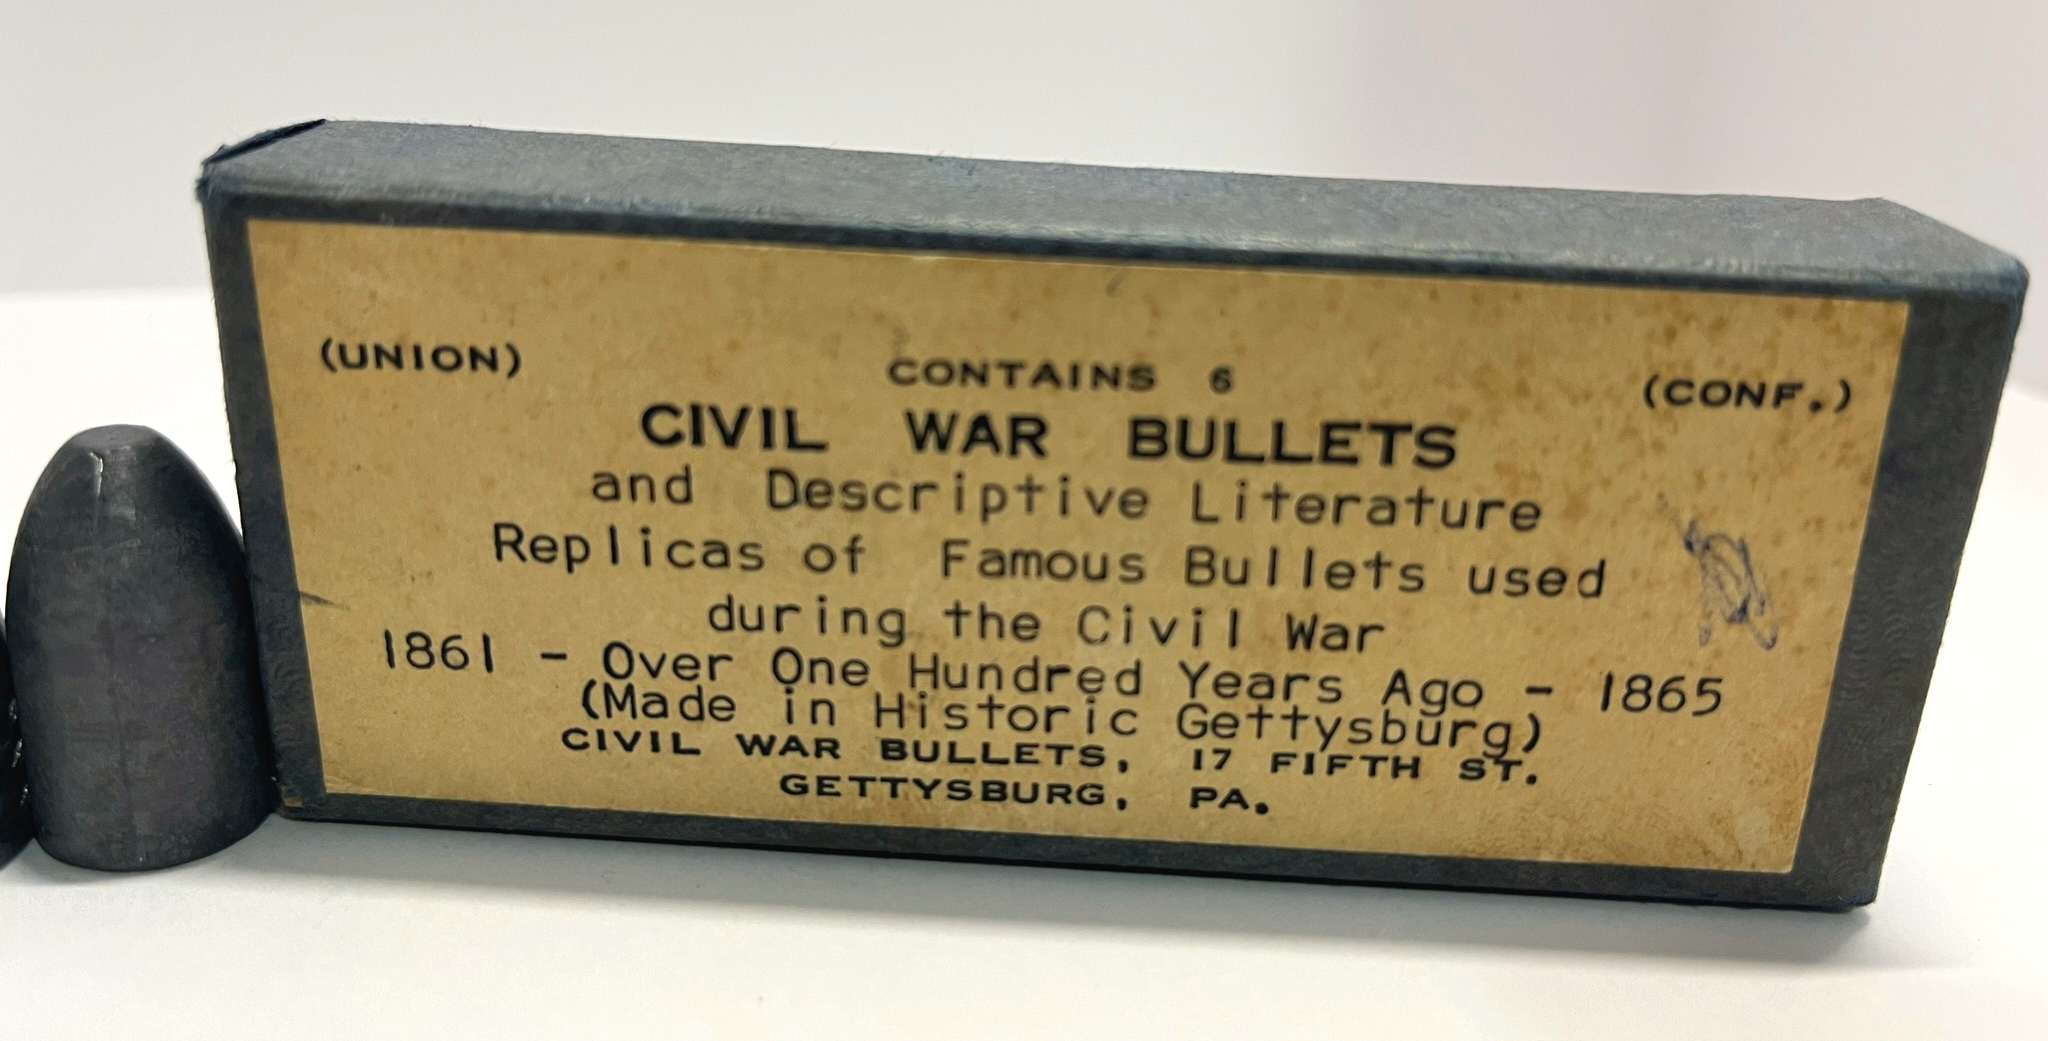 (UNION) CONTAINS 6 (CONF.)
CIVIL WAR BULLETS
and Descriptive Literature
Replicas of Famous Bullets used
during the Civil War
1861 - Over One Hundred Years Ago - 1865
(Made in Historic Gettysburg)
CIVIL WAR BULLETS, 17 FIFTH ST.
GETTYSBURG, PA.